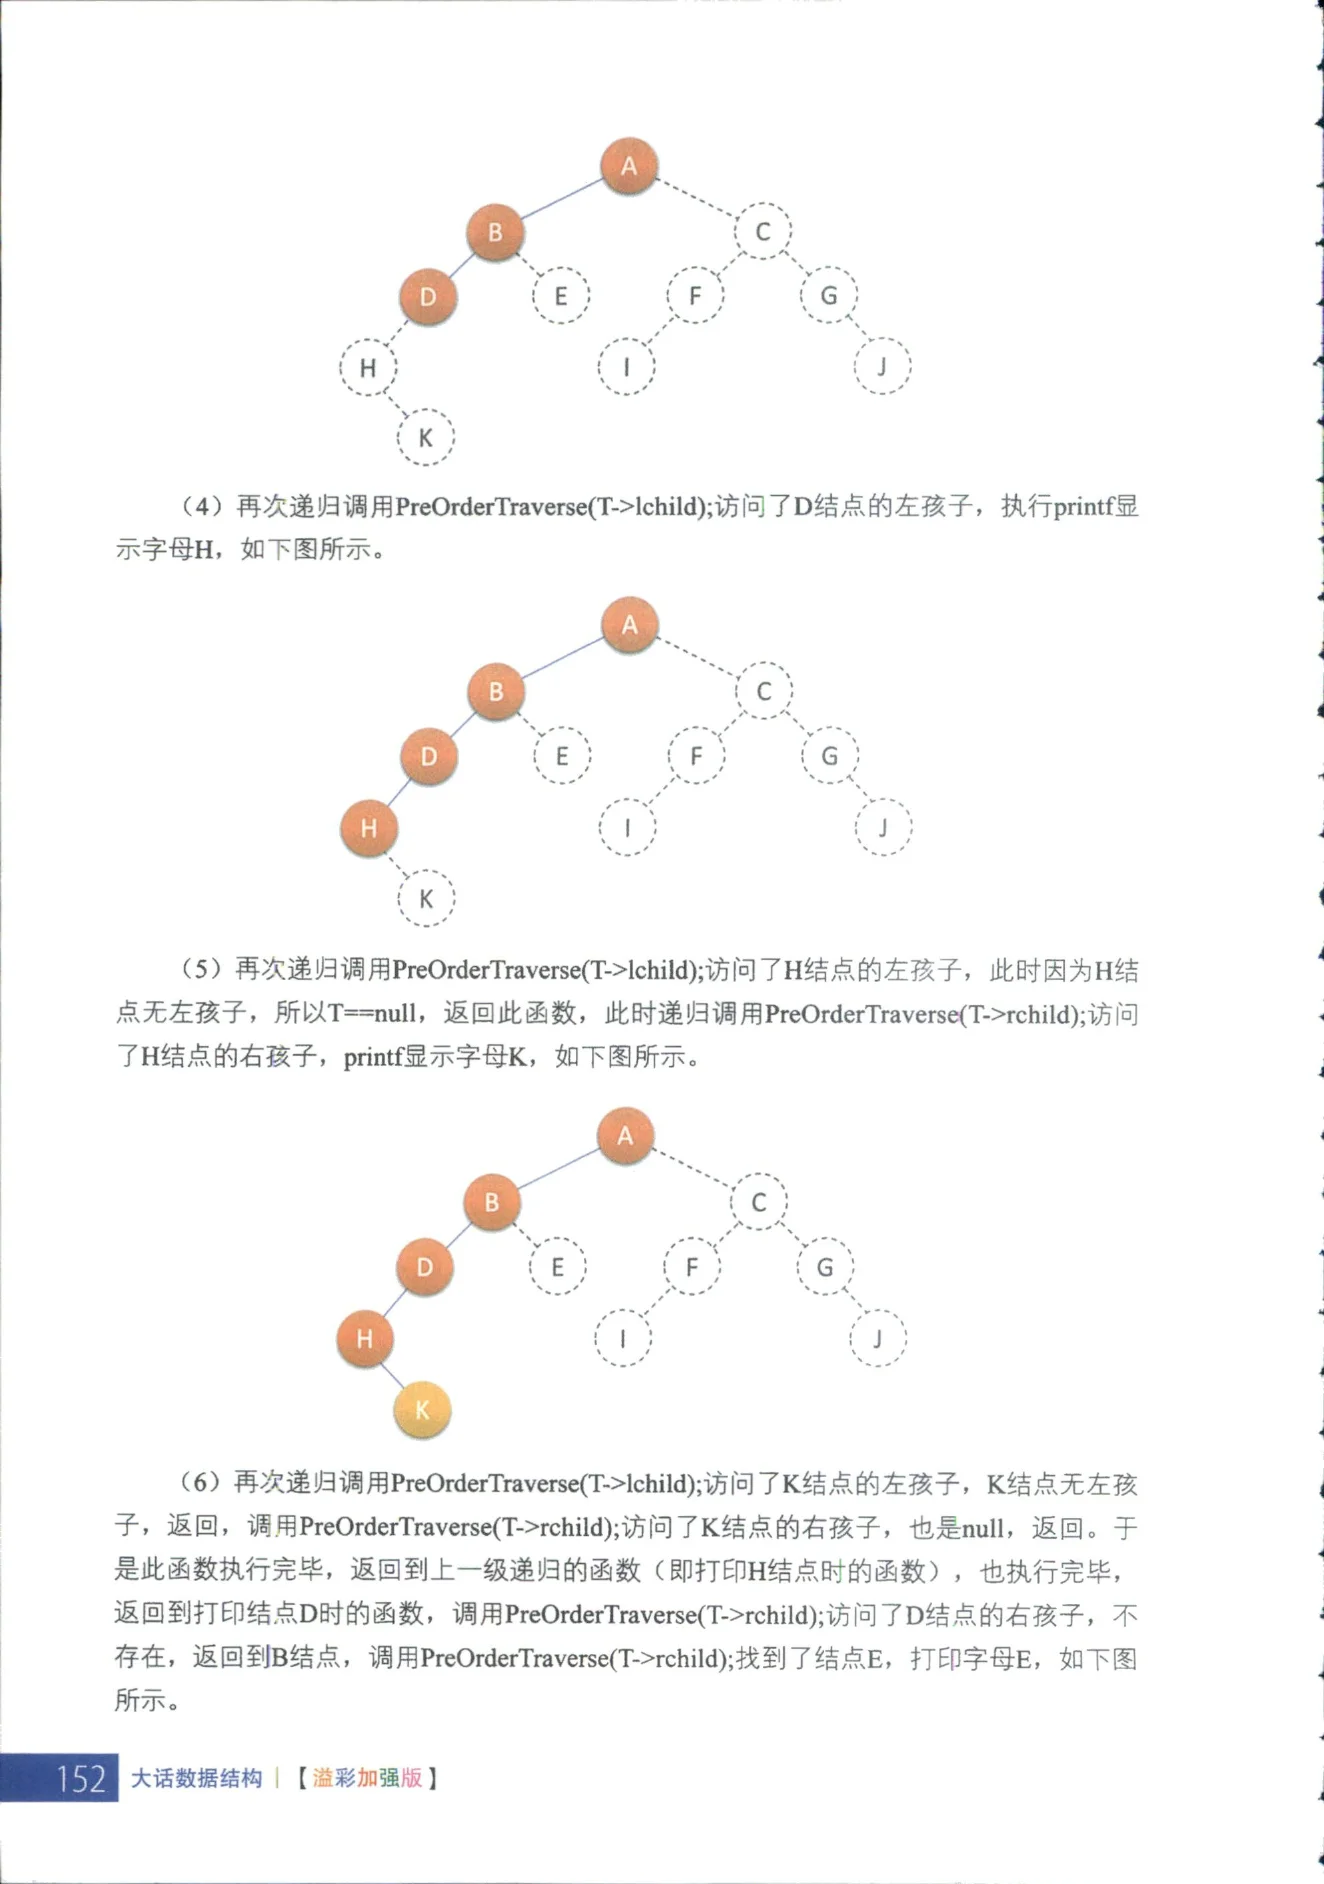 A
B
C
D
E
F
G
H
I
J
K
（4）再次递归调用PreOrderTraverse(T->lchild);访问了D结点的左孩子，执行printf显
示字母H，如下图所示。
A
B
C
D
E
F
G
H
I
J
K
（5）再次递归调用PreOrderTraverse(T->lchild);访问了H结点的左孩子，此时因为H结
点无左孩子，所以T==null，返回此函数，此时递归调用PreOrderTraverse(T->rchild);访问
了H结点的右孩子，printf显示字母K，如下图所示。
A
B
C
D
E
F
G
H
I
J
K
（6）再次递归调用PreOrderTraverse(T->lchild);访问了K结点的左孩子，K结点无左孩
子，返回，调用PreOrderTraverse(T->rchild);访问了K结点的右孩子，也是null，返回。于
是此函数执行完毕，返回到上一级递归的函数（即打印H结点时的函数），也执行完毕，
返回到打印结点D时的函数，调用PreOrderTraverse(T->rchild);访问了D结点的右孩子，不
存在，返回到B结点，调用PreOrderTraverse(T->rchild);找到了结点E，打印字母E，如下图
所示。
152 大话数据结构 | 【溢彩加强版】